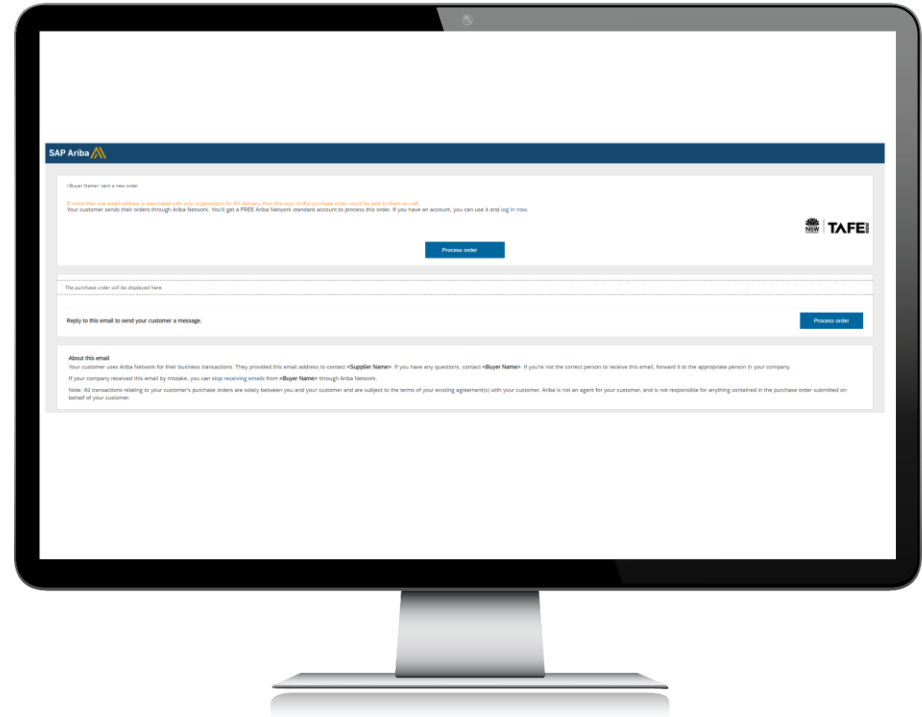 SAP Ariba
<Buyer Name> sent a new order
If more than one email address is associated with your organization for PO delivery, then the copy of this purchase order would be sent to them as well.
Your customer sends their orders through Ariba Network. You'll get a FREE Ariba Network standard account to process this order. If you have an account, you can use it and log in now.
NSW TAFE NSW
Process order
The purchase order will be displayed here.
Reply to this email to send your customer a message.
Process order
About this email
Your customer uses Ariba Network for their business transactions. They provided this email address to contact <Supplier Name>. If you have any questions, contact <Buyer Name>. If you're not the correct person to receive this email, forward it to the appropriate person in your company.
If your company received this email by mistake, you can stop receiving emails from <Buyer Name> through Ariba Network.
Note: All transactions relating to your customer's purchase orders are solely between you and your customer and are subject to the terms of your existing agreement(s) with your customer. Ariba is not an agent for your customer, and is not responsible for anything contained in the purchase order submitted on
behalf of your customer.